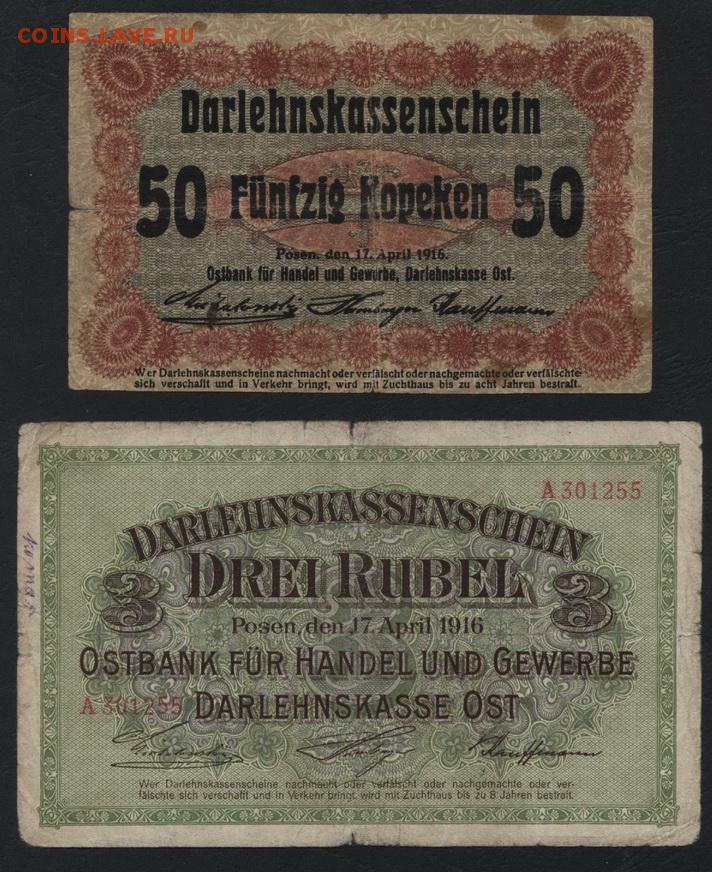 COINS.LAVE.RU
Darlehnskassenschein
50 Fünfzig Kopeken 50
Posen, den 17. April 1916.
Ostbank für Handel und Gewerbe, Darlehnskasse Ost.
Kauffmann
Wer Darlehnskassenscheine nachmacht oder verfälscht oder nachgemachte oder verfälschte
sich verschafft und in Verkehr bringt, wird mit Zuchthaus bis zu acht Jahren bestraft.
A 301255
DARLEHNSKASSENSCHEIN
3 DREI RUBEL 3
Posen, den 17. April 1916
OSTBANK FÜR HANDEL UND GEWERBE
A 301255 DARLEHNSKASSE OST
Kauffmann
Wer Darlehnskassenscheine nachmacht oder verfälscht oder nachgemachte oder ver-
fälschte sich verschafft und in Verkehr bringt, wird mit Zuchthaus bis zu 8 Jahren bestraft.